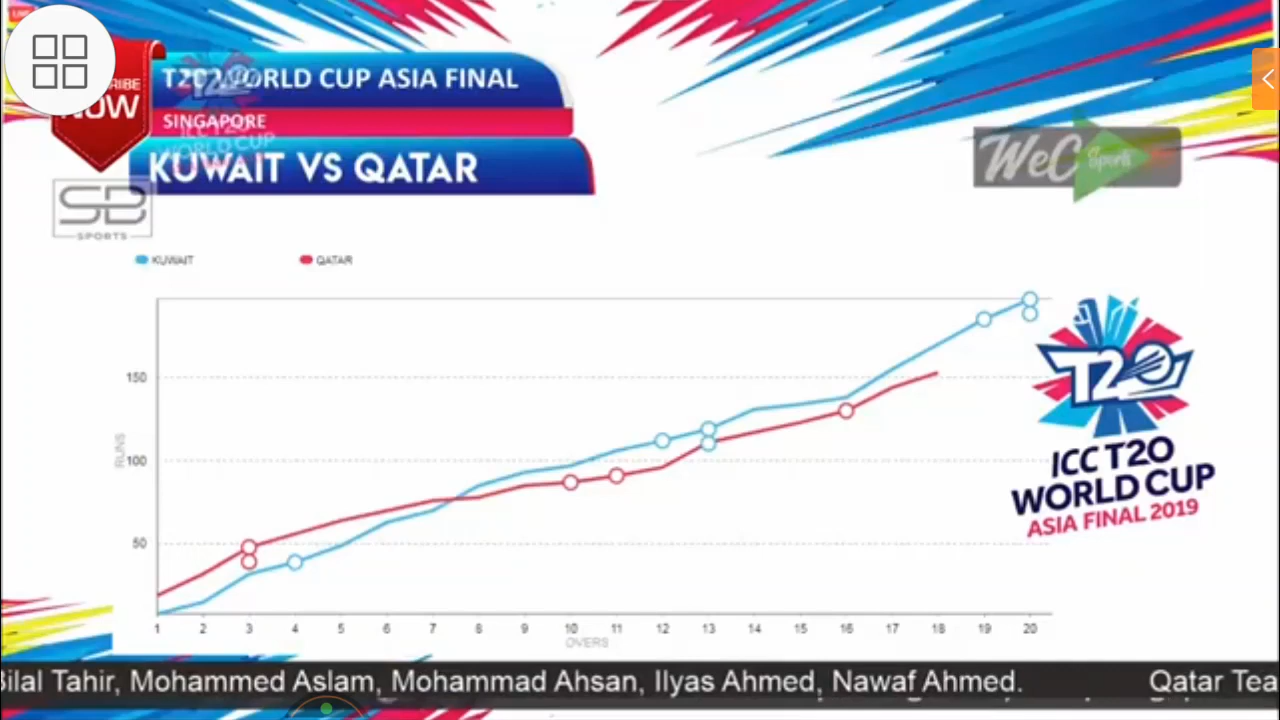 NOW
T20 WORLD CUP ASIA FINAL
SINGAPORE
KUWAIT VS QATAR
WeC Sports
SB
SPORTS
KUWAIT QATAR
150
100
50
RUNS
1 2 3 4 5 6 7 8 9 10 11 12 13 14 15 16 17 18 19 20
OVERS
T20
ICC T20
WORLD CUP
ASIA FINAL 2019
Bilal Tahir, Mohammed Aslam, Mohammad Ahsan, Ilyas Ahmed, Nawaf Ahmed. Qatar Tea